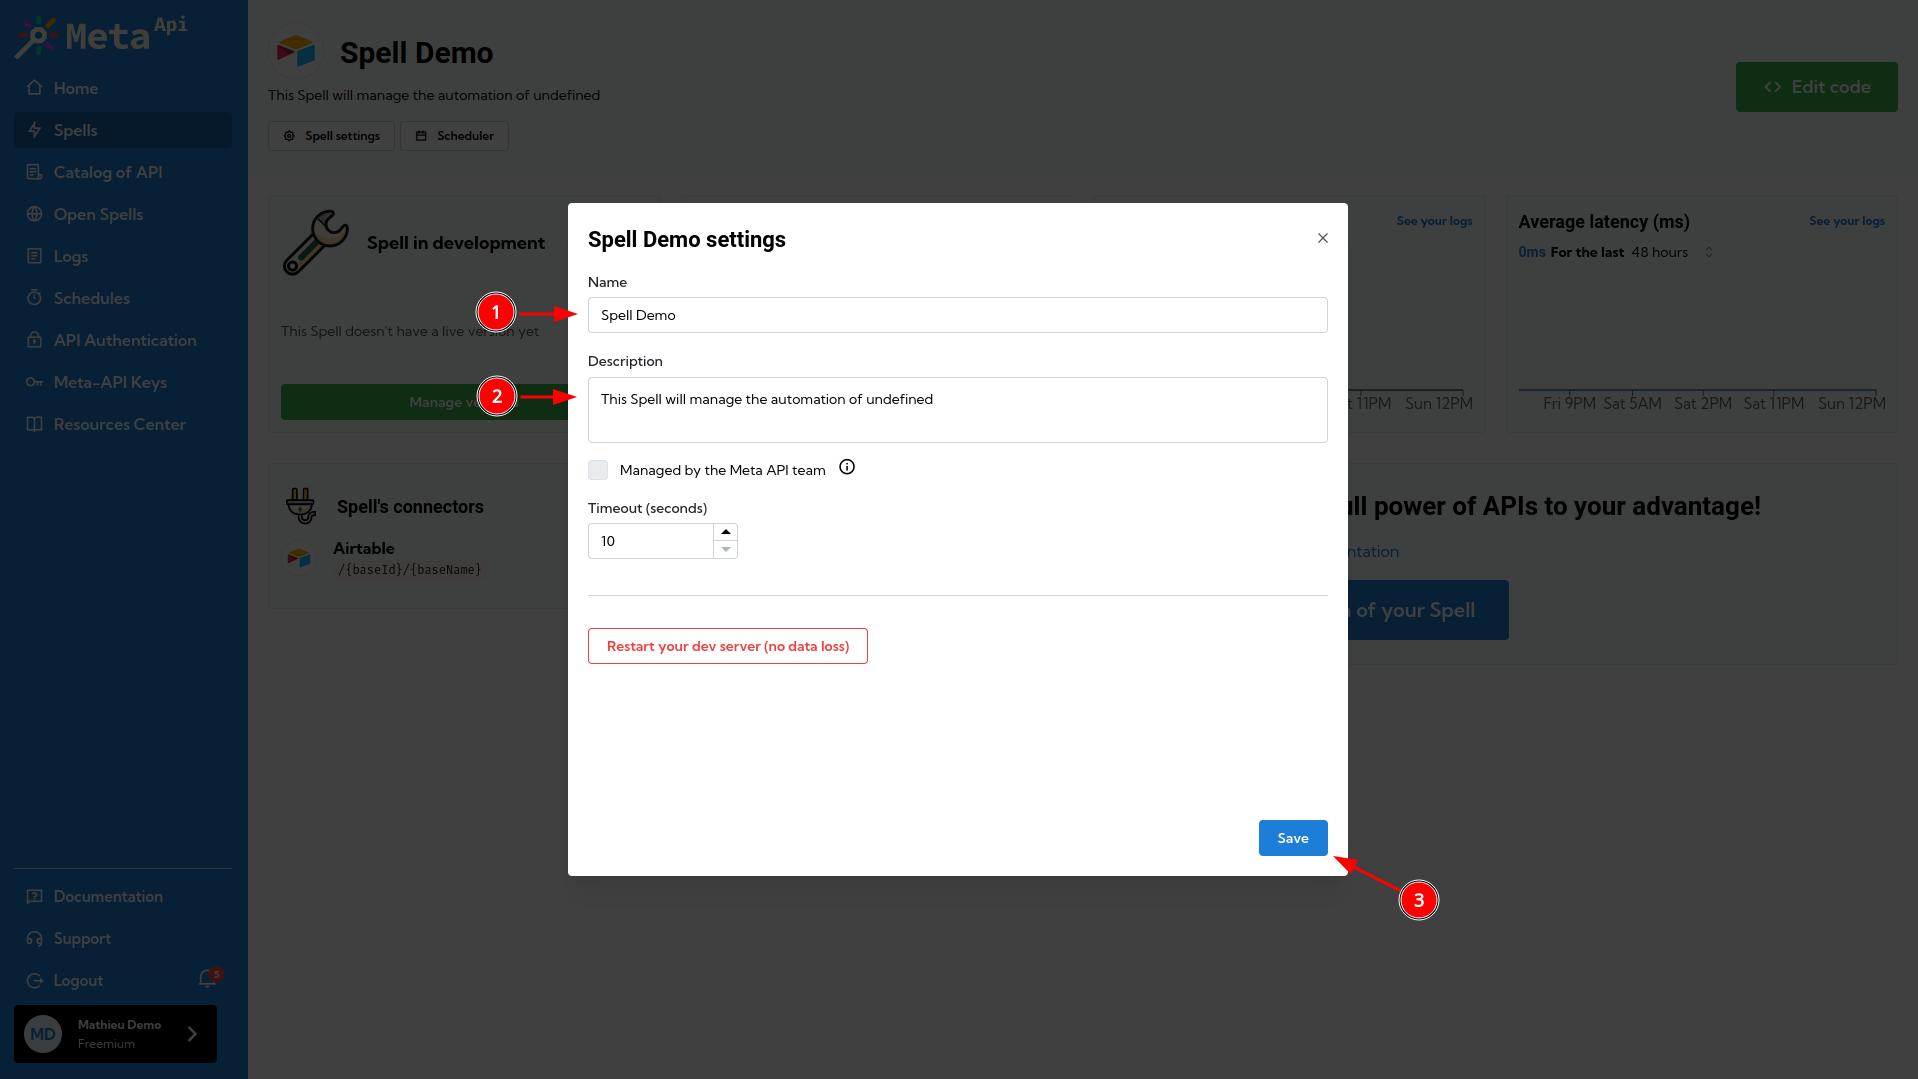 Meta Api
Home
Spells
Catalog of API
Open Spells
Logs
Schedules
API Authentication
Meta-API Keys
Resources Center
Documentation
Support
Logout
5
MD
Mathieu Demo
Freemium
Spell Demo
This Spell will manage the automation of undefined
Spell settings
Scheduler
Edit code
Spell in development
This Spell doesn't have a live version yet
Manage ve
Spell's connectors
Airtable
/{baseId}/{baseName}
See your logs
t 11PM Sun 12PM
Average latency (ms)
See your logs
0ms For the last 48 hours
Fri 9PM Sat 5AM Sat 2PM Sat 11PM Sun 12PM
ull power of APIs to your advantage!
ntation
of your Spell
Spell Demo settings
Name
1
Spell Demo
Description
2
This Spell will manage the automation of undefined
Managed by the Meta API team
Timeout (seconds)
10
Restart your dev server (no data loss)
Save
3